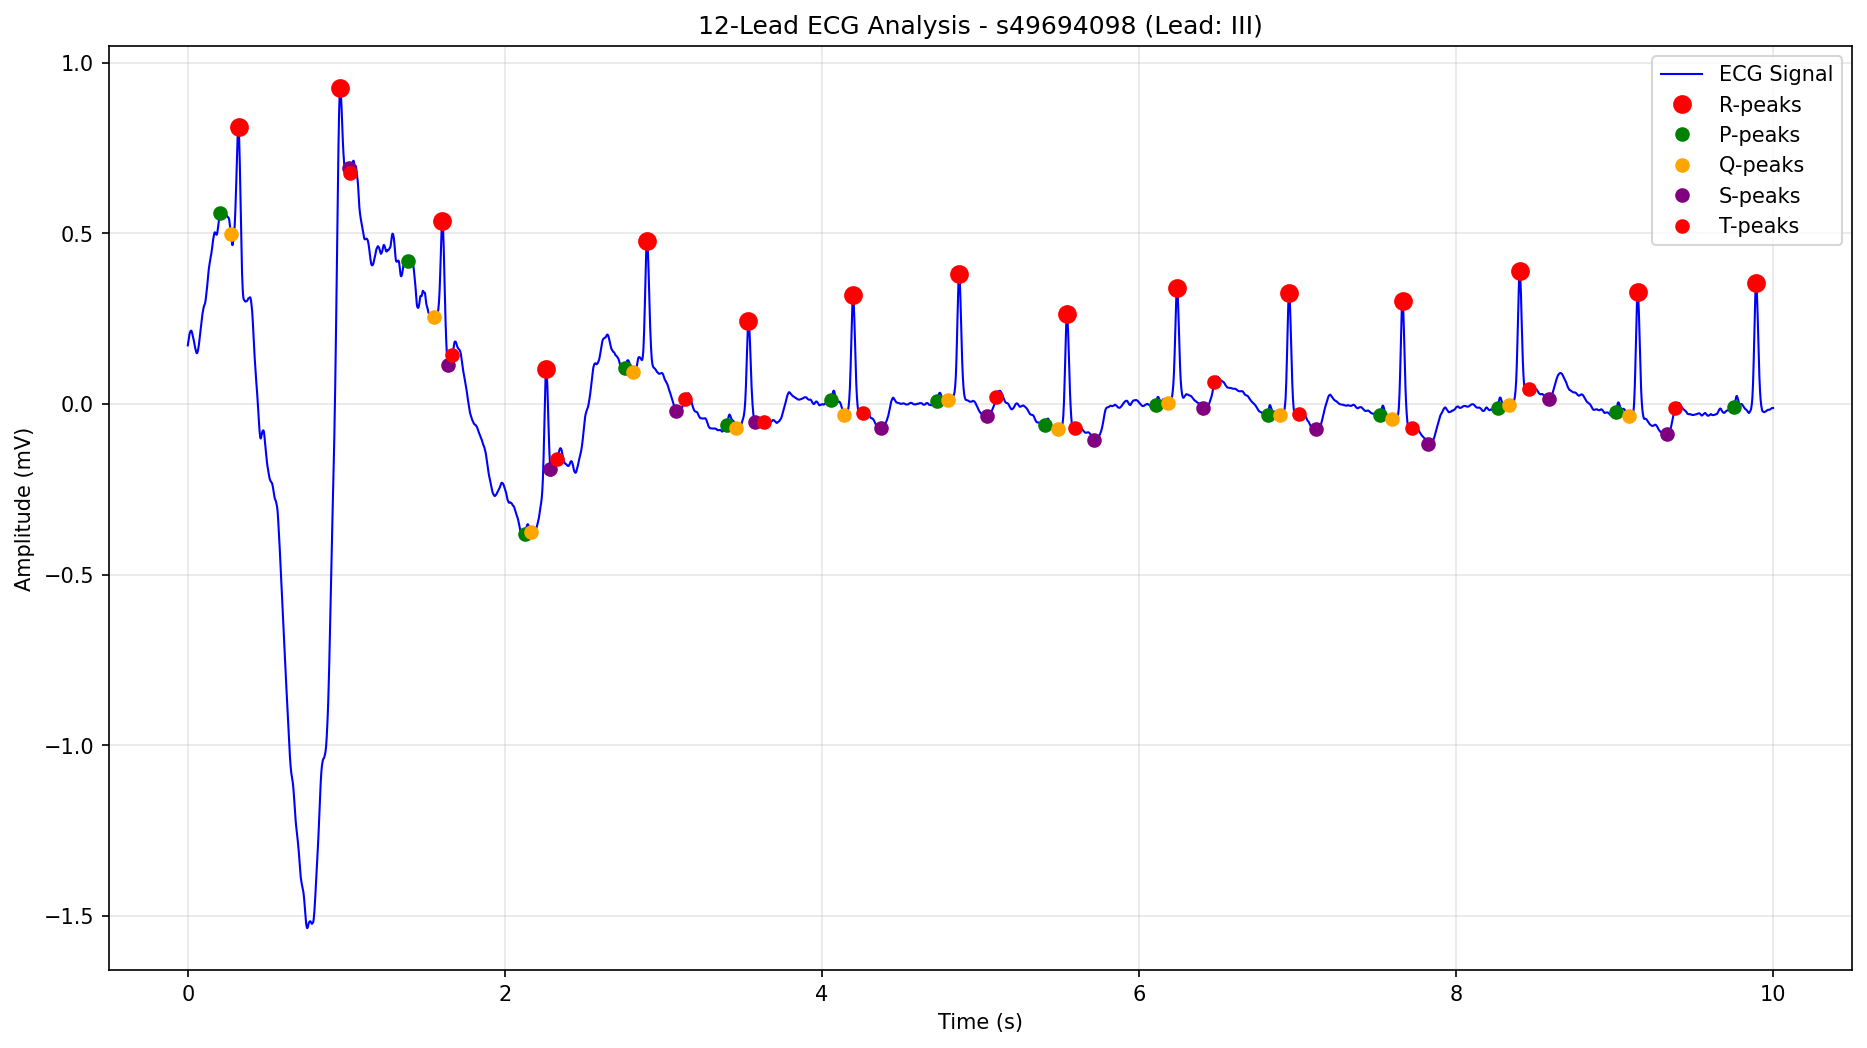 12-Lead ECG Analysis - s49694098 (Lead: III)
ECG Signal
R-peaks
P-peaks
Q-peaks
S-peaks
T-peaks
Amplitude (mV)
1.0
0.5
0.0
−0.5
−1.0
−1.5
0
2
4
6
8
10
Time (s)